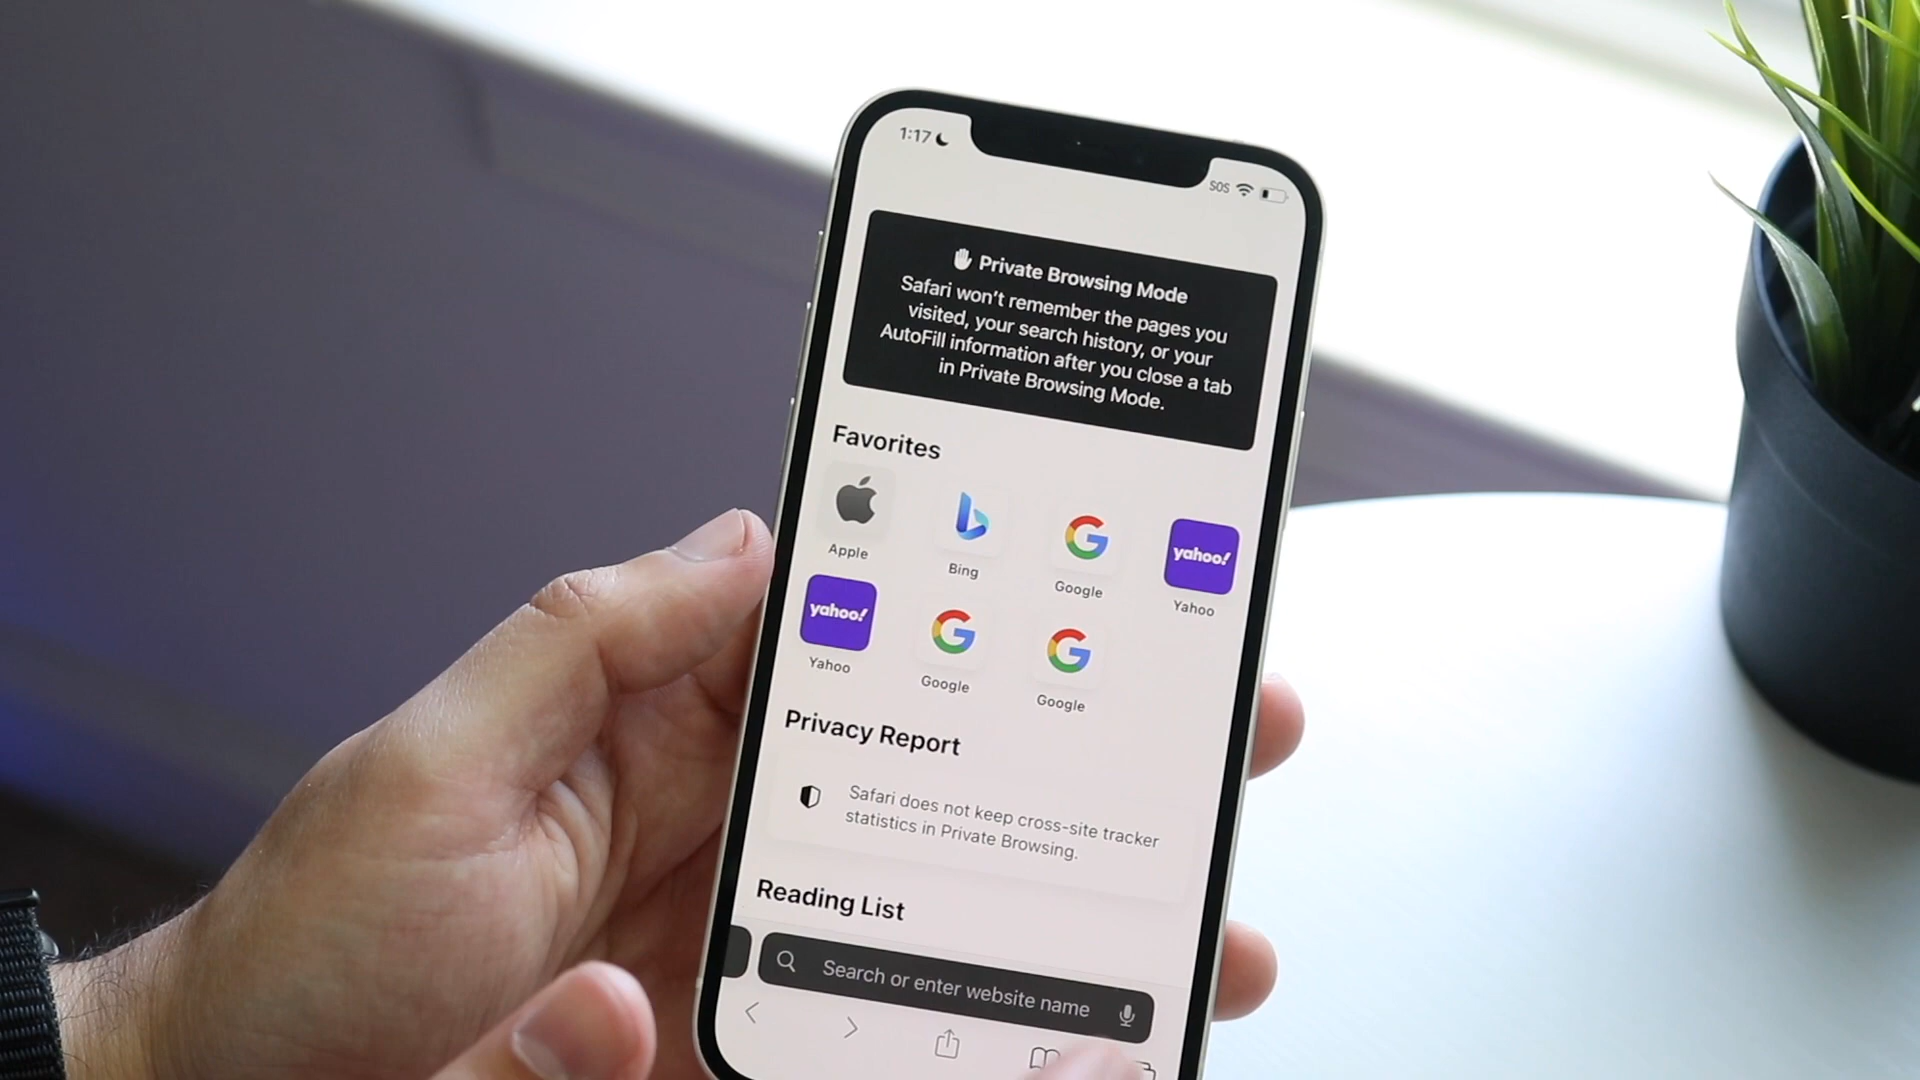 1:17
SOS
Private Browsing Mode
Safari won't remember the pages you
visited, your search history, or your
AutoFill information after you close a tab
in Private Browsing Mode.
Favorites
Apple
Bing
Google
yahoo!
Yahoo
yahoo!
Yahoo
Google
Google
Privacy Report
Safari does not keep cross-site tracker
statistics in Private Browsing.
Reading List
Search or enter website name